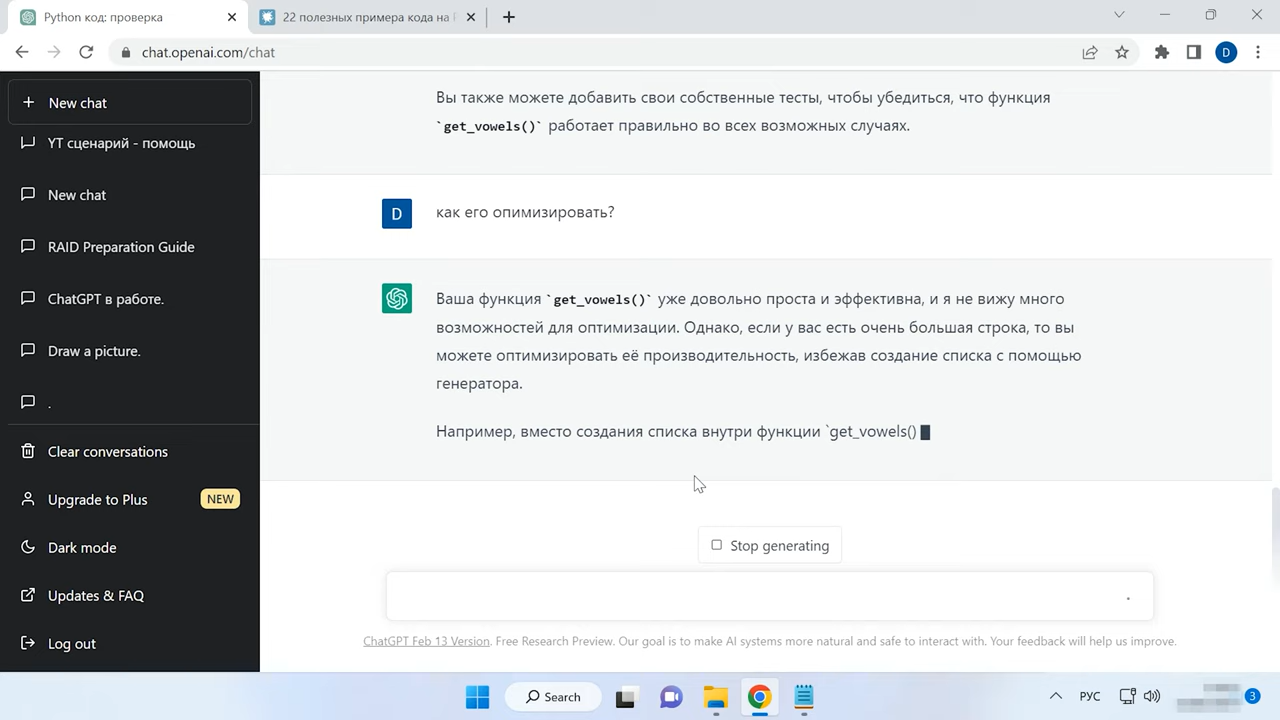 Python код: проверка
22 полезных примера кода на
chat.openai.com/chat
D
New chat
YT сценарий - помощь
New chat
RAID Preparation Guide
ChatGPT в работе.
Draw a picture.
.
Clear conversations
Upgrade to Plus NEW
Dark mode
Updates & FAQ
Log out
Вы также можете добавить свои собственные тесты, чтобы убедиться, что функция
`get_vowels()` работает правильно во всех возможных случаях.
D
как его опимизировать?
Ваша функция `get_vowels()` уже довольно проста и эффективна, и я не вижу много
возможностей для оптимизации. Однако, если у вас есть очень большая строка, то вы
можете оптимизировать её производительность, избежав создание списка с помощью
генератора.
Например, вместо создания списка внутри функции `get_vowels()
Stop generating
ChatGPT Feb 13 Version. Free Research Preview. Our goal is to make AI systems more natural and safe to interact with. Your feedback will help us improve.
Search
РУС
3